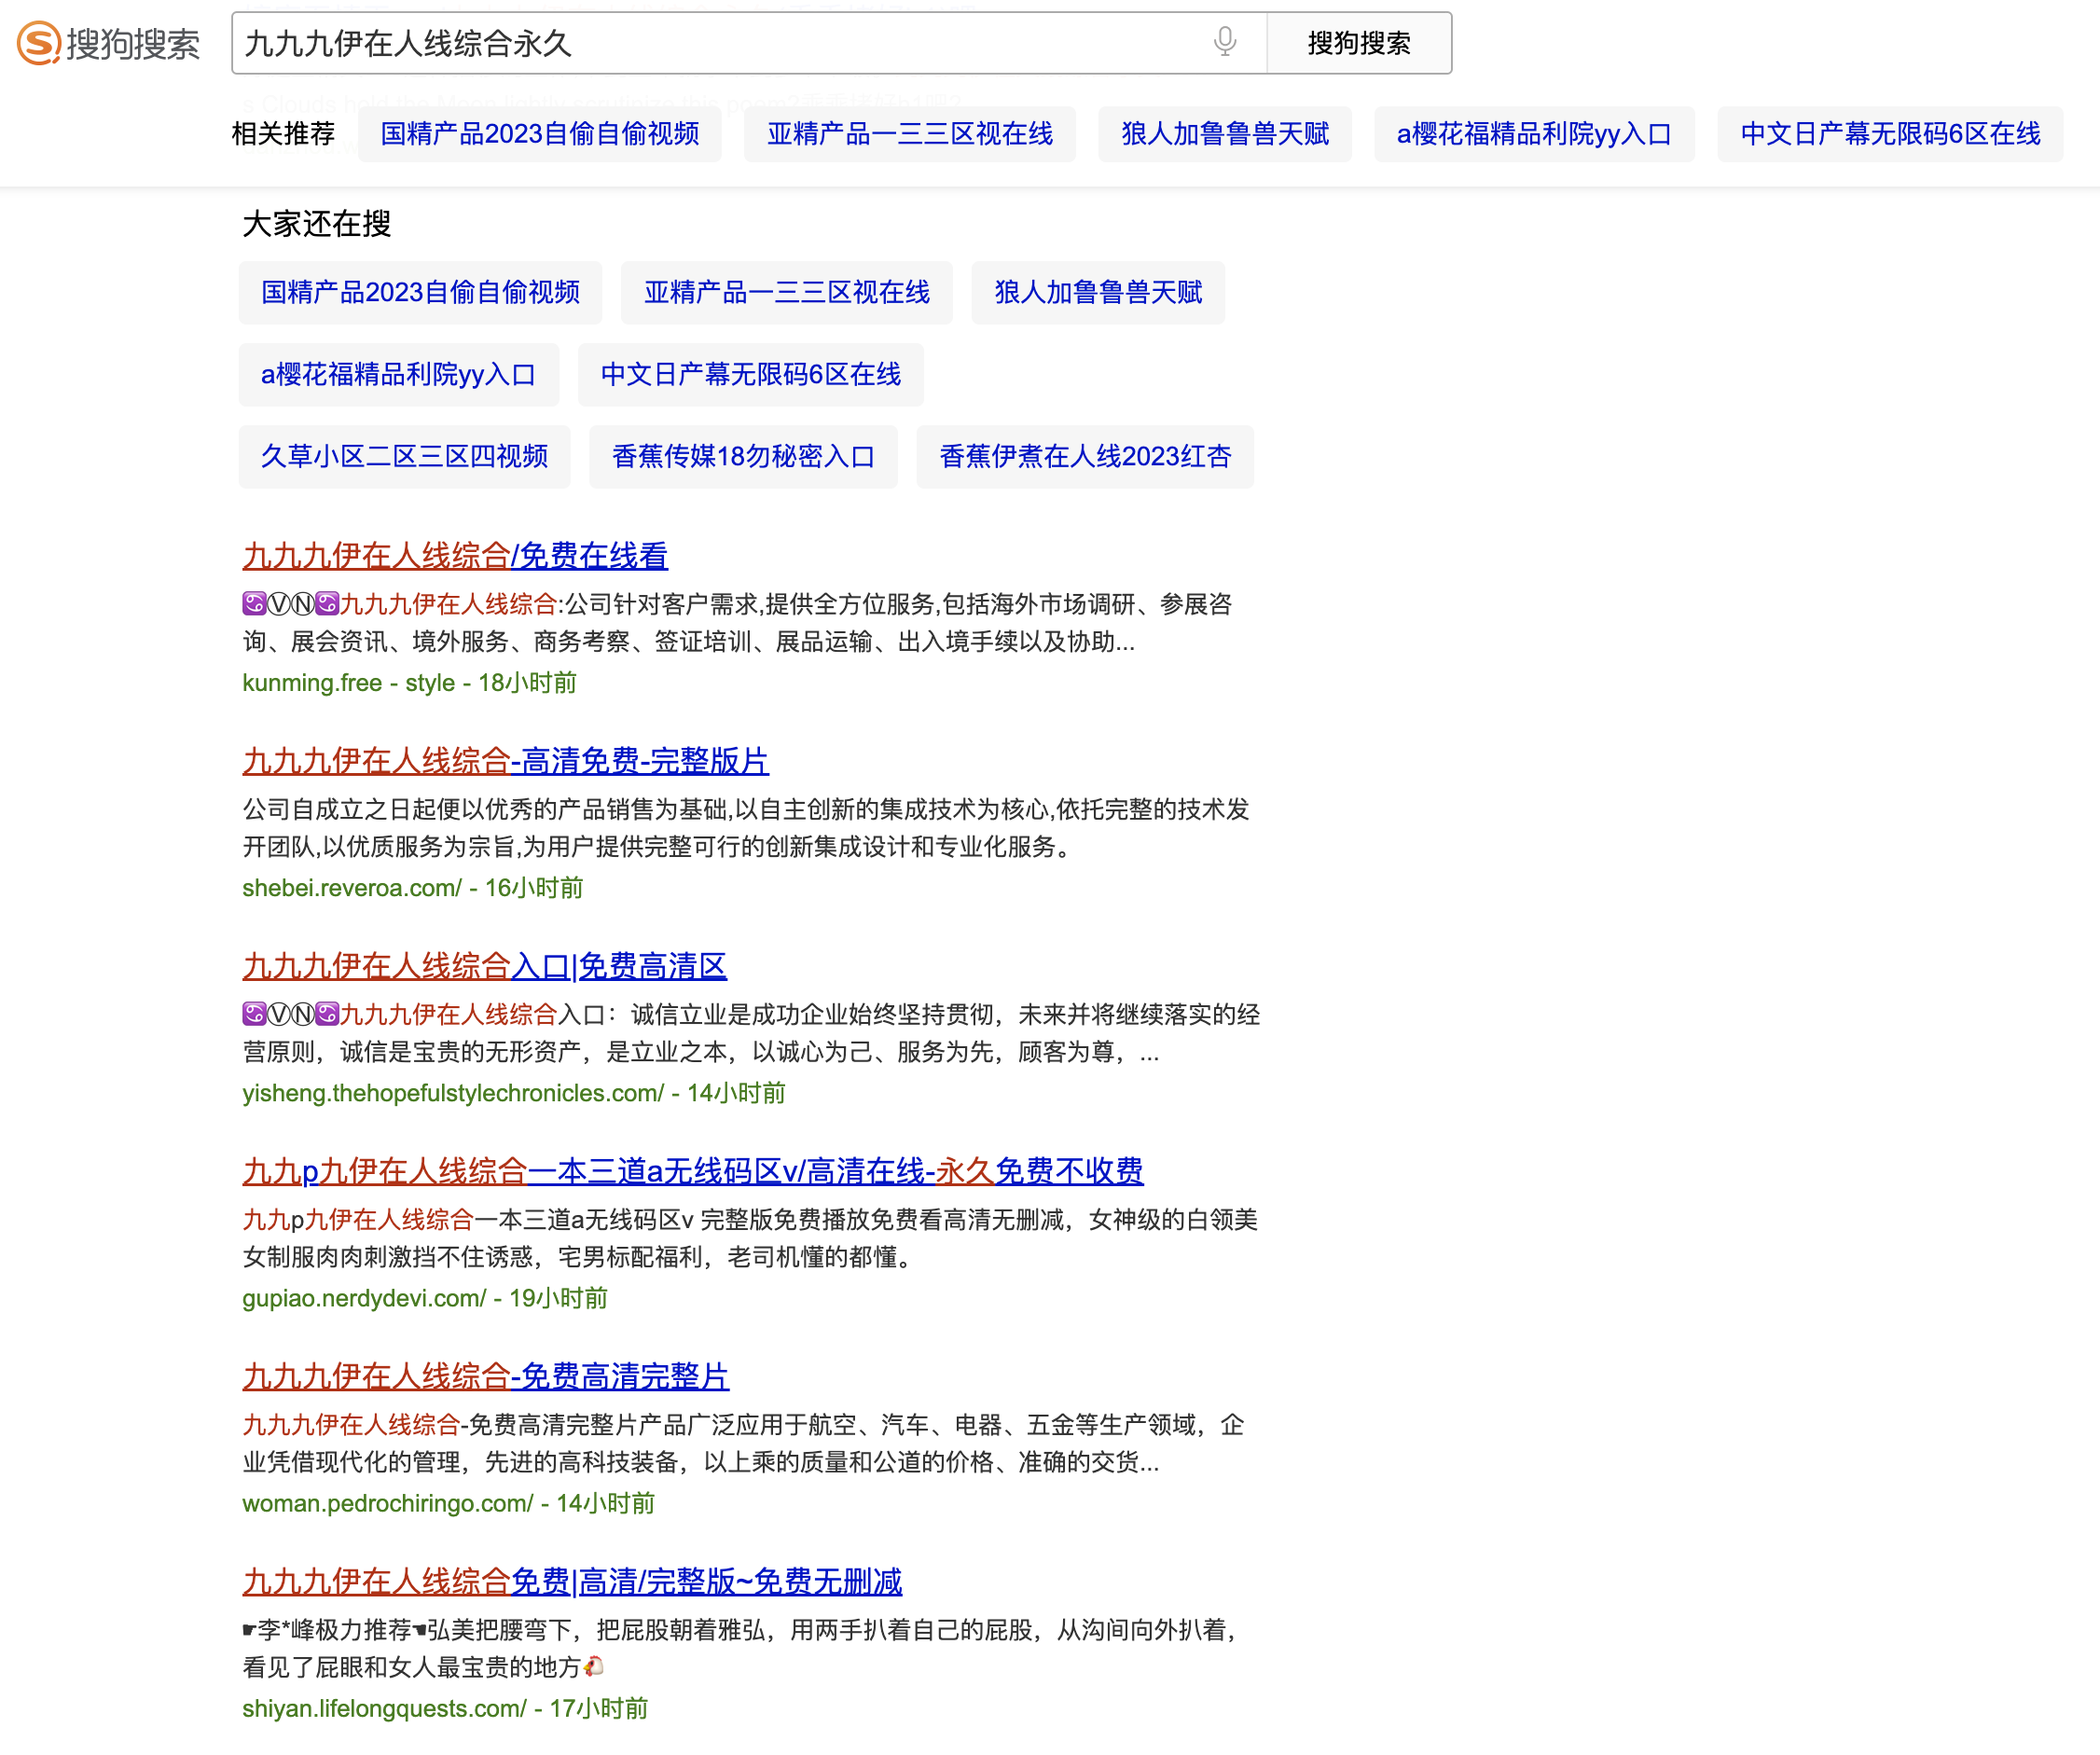 搜狗搜索
九九九伊在人线综合永久
搜狗搜索
相关推荐
国精产品2023自偷自偷视频
亚精产品一三三区视在线
狼人加鲁鲁兽天赋
a樱花福精品利院yy入口
中文日产幕无限码6区在线
大家还在搜
国精产品2023自偷自偷视频
亚精产品一三三区视在线
狼人加鲁鲁兽天赋
a樱花福精品利院yy入口
中文日产幕无限码6区在线
久草小区二区三区四视频
香蕉传媒18勿秘密入口
香蕉伊煮在人线2023红杏
九九九伊在人线综合/免费在线看
♋ⓋⓃ♋九九九伊在人线综合:公司针对客户需求,提供全方位服务,包括海外市场调研、参展咨
询、展会资讯、境外服务、商务考察、签证培训、展品运输、出入境手续以及协助...
kunming.free - style - 18小时前
九九九伊在人线综合-高清免费-完整版片
公司自成立之日起便以优秀的产品销售为基础,以自主创新的集成技术为核心,依托完整的技术发
开团队,以优质服务为宗旨,为用户提供完整可行的创新集成设计和专业化服务。
shebei.reveroa.com/ - 16小时前
九九九伊在人线综合入口|免费高清区
♋ⓋⓃ♋九九九伊在人线综合入口：诚信立业是成功企业始终坚持贯彻，未来并将继续落实的经
营原则，诚信是宝贵的无形资产，是立业之本，以诚心为己、服务为先，顾客为尊，...
yisheng.thehopefulstylechronicles.com/ - 14小时前
九九p九伊在人线综合一本三道a无线码区v/高清在线-永久免费不收费
九九p九伊在人线综合一本三道a无线码区v 完整版免费播放免费看高清无删减，女神级的白领美
女制服肉肉刺激挡不住诱惑，宅男标配福利，老司机懂的都懂。
gupiao.nerdydevi.com/ - 19小时前
九九九伊在人线综合-免费高清完整片
九九九伊在人线综合-免费高清完整片产品广泛应用于航空、汽车、电器、五金等生产领域，企
业凭借现代化的管理，先进的高科技装备，以上乘的质量和公道的价格、准确的交货...
woman.pedrochiringo.com/ - 14小时前
九九九伊在人线综合免费|高清/完整版~免费无删减
☛李*峰极力推荐☚弘美把腰弯下，把屁股朝着雅弘，用两手扒着自己的屁股，从沟间向外扒着，
看见了屁眼和女人最宝贵的地方🐔
shiyan.lifelongquests.com/ - 17小时前